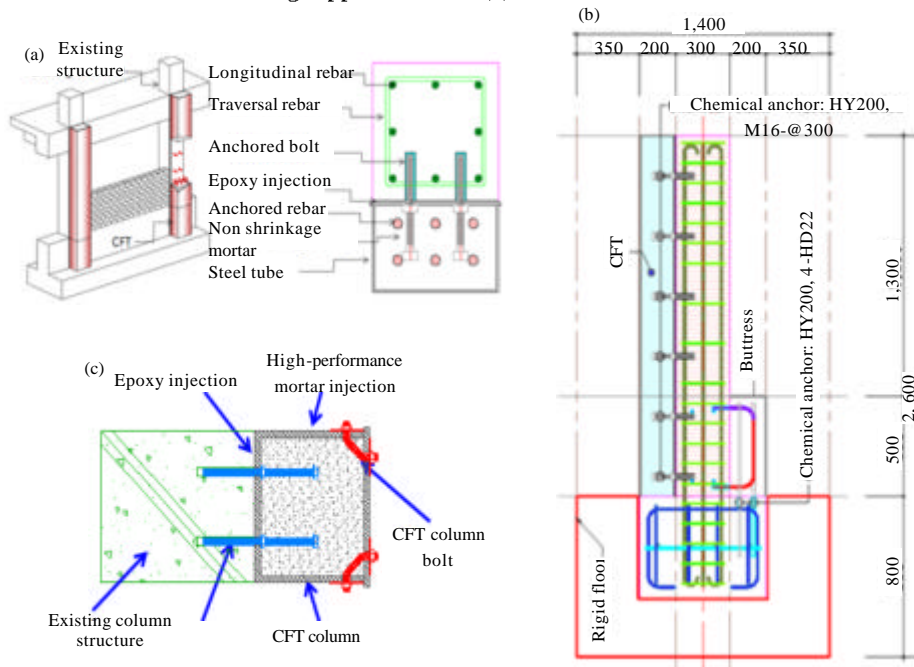 (a)
Existing
structure
CFT
Longitudinal rebar
Traversal rebar
Anchored bolt
Epoxy injection
Anchored rebar
Non shrinkage
mortar
Steel tube
(b)
1,400
350 200 300 200 350
Chemical anchor: HY200,
M16-@300
CFT
Buttress
Chemical anchor: HY200, 4-HD22
Rigid floor
1,300
2,600
500
800
(c)
Epoxy injection
High-performance
mortar injection
CFT column
bolt
Existing column
structure
CFT column